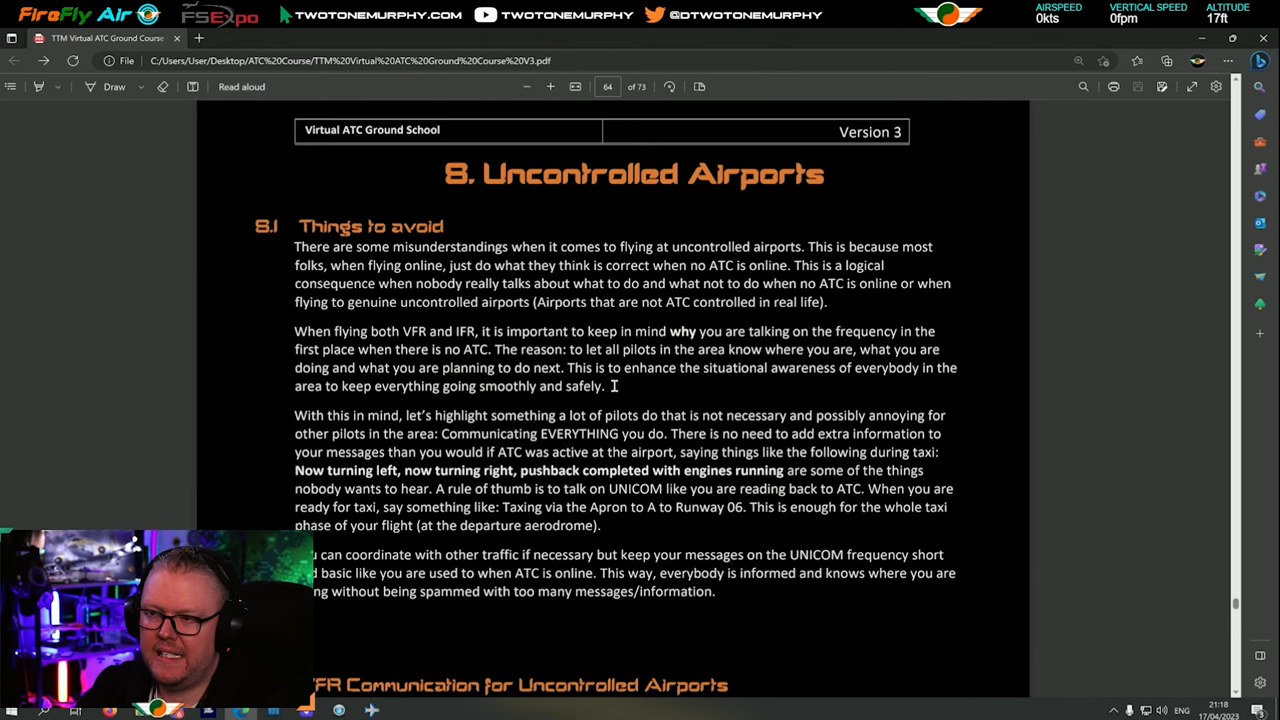 FireFly Air
FSExpo
TWOTONEMURPHY.COM
TWOTONEMURPHY
@DTWOTONEMURPHY
AIRSPEED
0kts
VERTICAL SPEED
0fpm
ALTITUDE
17ft
TTM Virtual ATC Ground Course
File
C:/Users/User/Desktop/ATC%20Course/TTM%20Virtual%20ATC%20Ground%20Course%20V3.pdf
Draw
Read aloud
64
of 73
Virtual ATC Ground School
Version 3
8. Uncontrolled Airports
8.1 Things to avoid
There are some misunderstandings when it comes to flying at uncontrolled airports. This is because most
folks, when flying online, just do what they think is correct when no ATC is online. This is a logical
consequence when nobody really talks about what to do and what not to do when no ATC is online or when
flying to genuine uncontrolled airports (Airports that are not ATC controlled in real life).
When flying both VFR and IFR, it is important to keep in mind why you are talking on the frequency in the
first place when there is no ATC. The reason: to let all pilots in the area know where you are, what you are
doing and what you are planning to do next. This is to enhance the situational awareness of everybody in the
area to keep everything going smoothly and safely.
With this in mind, let's highlight something a lot of pilots do that is not necessary and possibly annoying for
other pilots in the area: Communicating EVERYTHING you do. There is no need to add extra information to
your messages than you would if ATC was active at the airport, saying things like the following during taxi:
Now turning left, now turning right, pushback completed with engines running are some of the things
nobody wants to hear. A rule of thumb is to talk on UNICOM like you are reading back to ATC. When you are
ready for taxi, say something like: Taxing via the Apron to A to Runway 06. This is enough for the whole taxi
phase of your flight (at the departure aerodrome).
can coordinate with other traffic if necessary but keep your messages on the UNICOM frequency short
basic like you are used to when ATC is online. This way, everybody is informed and knows where you are
without being spammed with too many messages/information.
VFR Communication for Uncontrolled Airports
ENG
21:18
17/04/2023